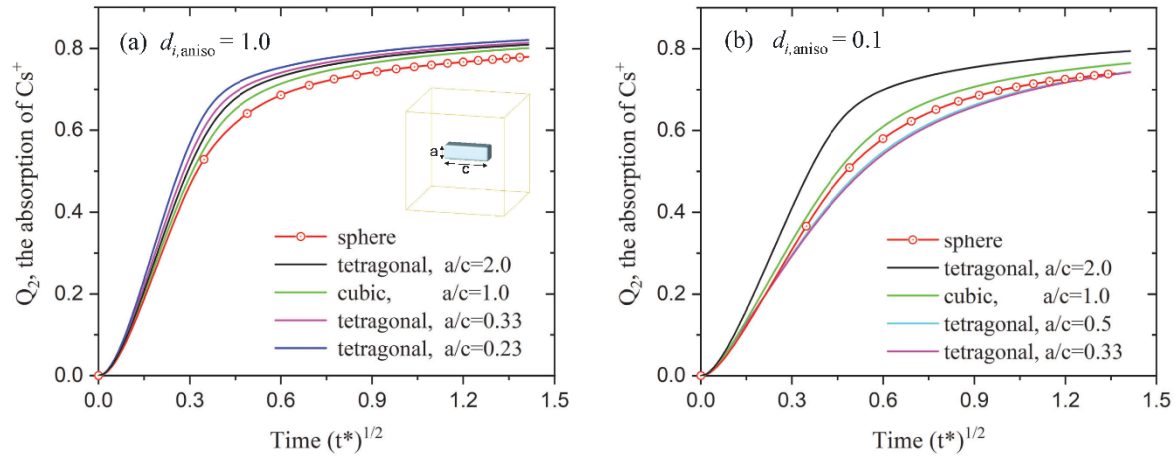 (a) d_i,aniso = 1.0
Q₂, the absorption of Cs⁺
0.8
0.6
0.4
0.2
0.0
a
c
sphere
tetragonal, a/c=2.0
cubic, a/c=1.0
tetragonal, a/c=0.33
tetragonal, a/c=0.23
0.0 0.3 0.6 0.9 1.2 1.5
Time (t*)^1/2
(b) d_i,aniso = 0.1
Q₂, the absorption of Cs⁺
0.8
0.6
0.4
0.2
0.0
sphere
tetragonal, a/c=2.0
cubic, a/c=1.0
tetragonal, a/c=0.5
tetragonal, a/c=0.33
0.0 0.3 0.6 0.9 1.2 1.5
Time (t*)^1/2